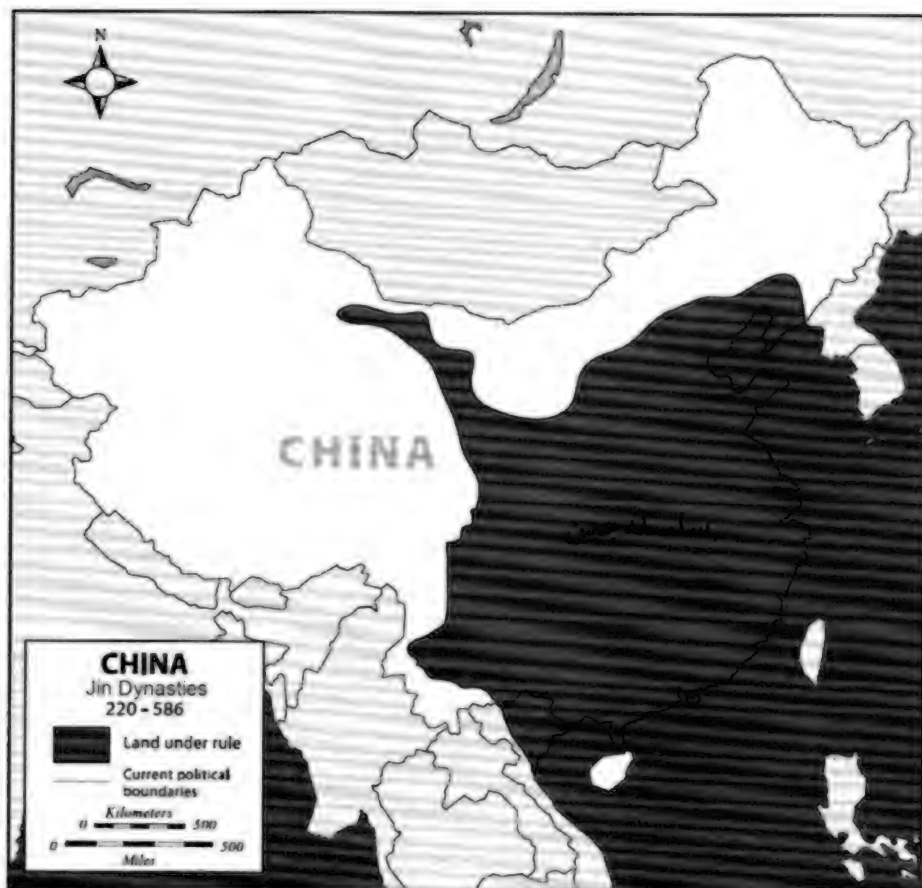 N
CHINA
CHINA
Jin Dynasties
220 – 586
Land under rule
Current political
boundaries
Kilometers
0 500
0 500
Miles